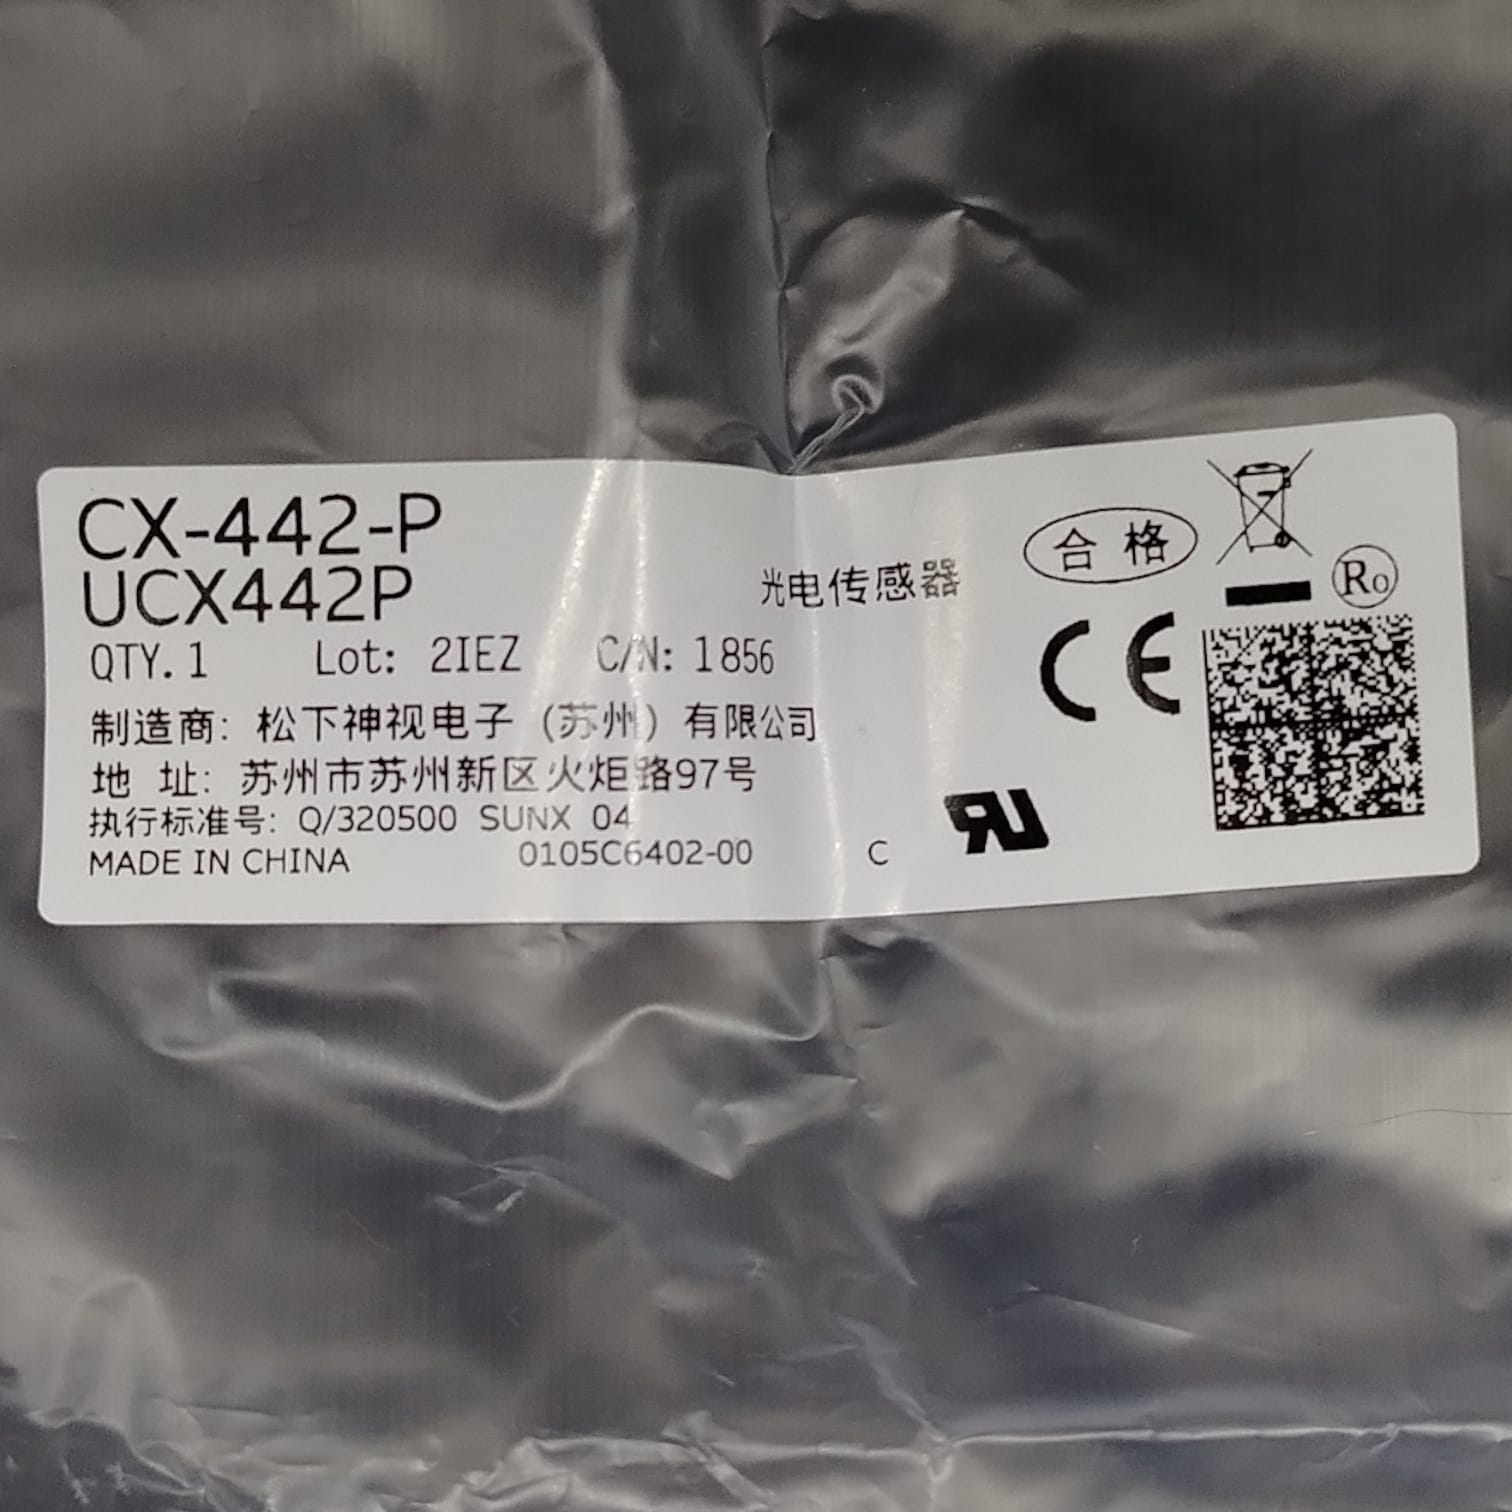 CX-442-P
UCX442P
光电传感器
合格
Ro
QTY. 1 Lot: 2IEZ C/N: 1856
CE
制造商: 松下神视电子 (苏州) 有限公司
地 址: 苏州市苏州新区火炬路97号
执行标准号: Q/320500 SUNX 04
MADE IN CHINA 0105C6402-00 C
RU